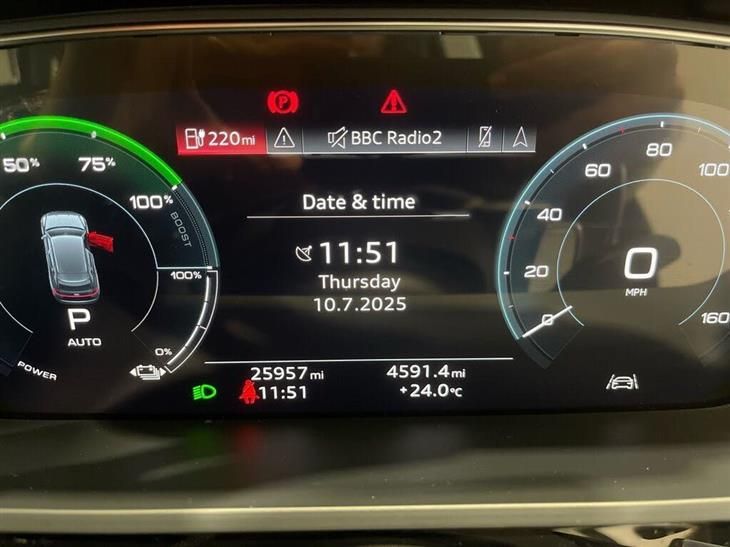 P
220mi
BBC Radio2
50%
75%
100%
BOOST
100%
0%
P
AUTO
POWER
Date & time
11:51
Thursday
10.7.2025
25957mi
4591.4mi
11:51
+24.0°C
0
20
40
60
80
100
160
0
MPH